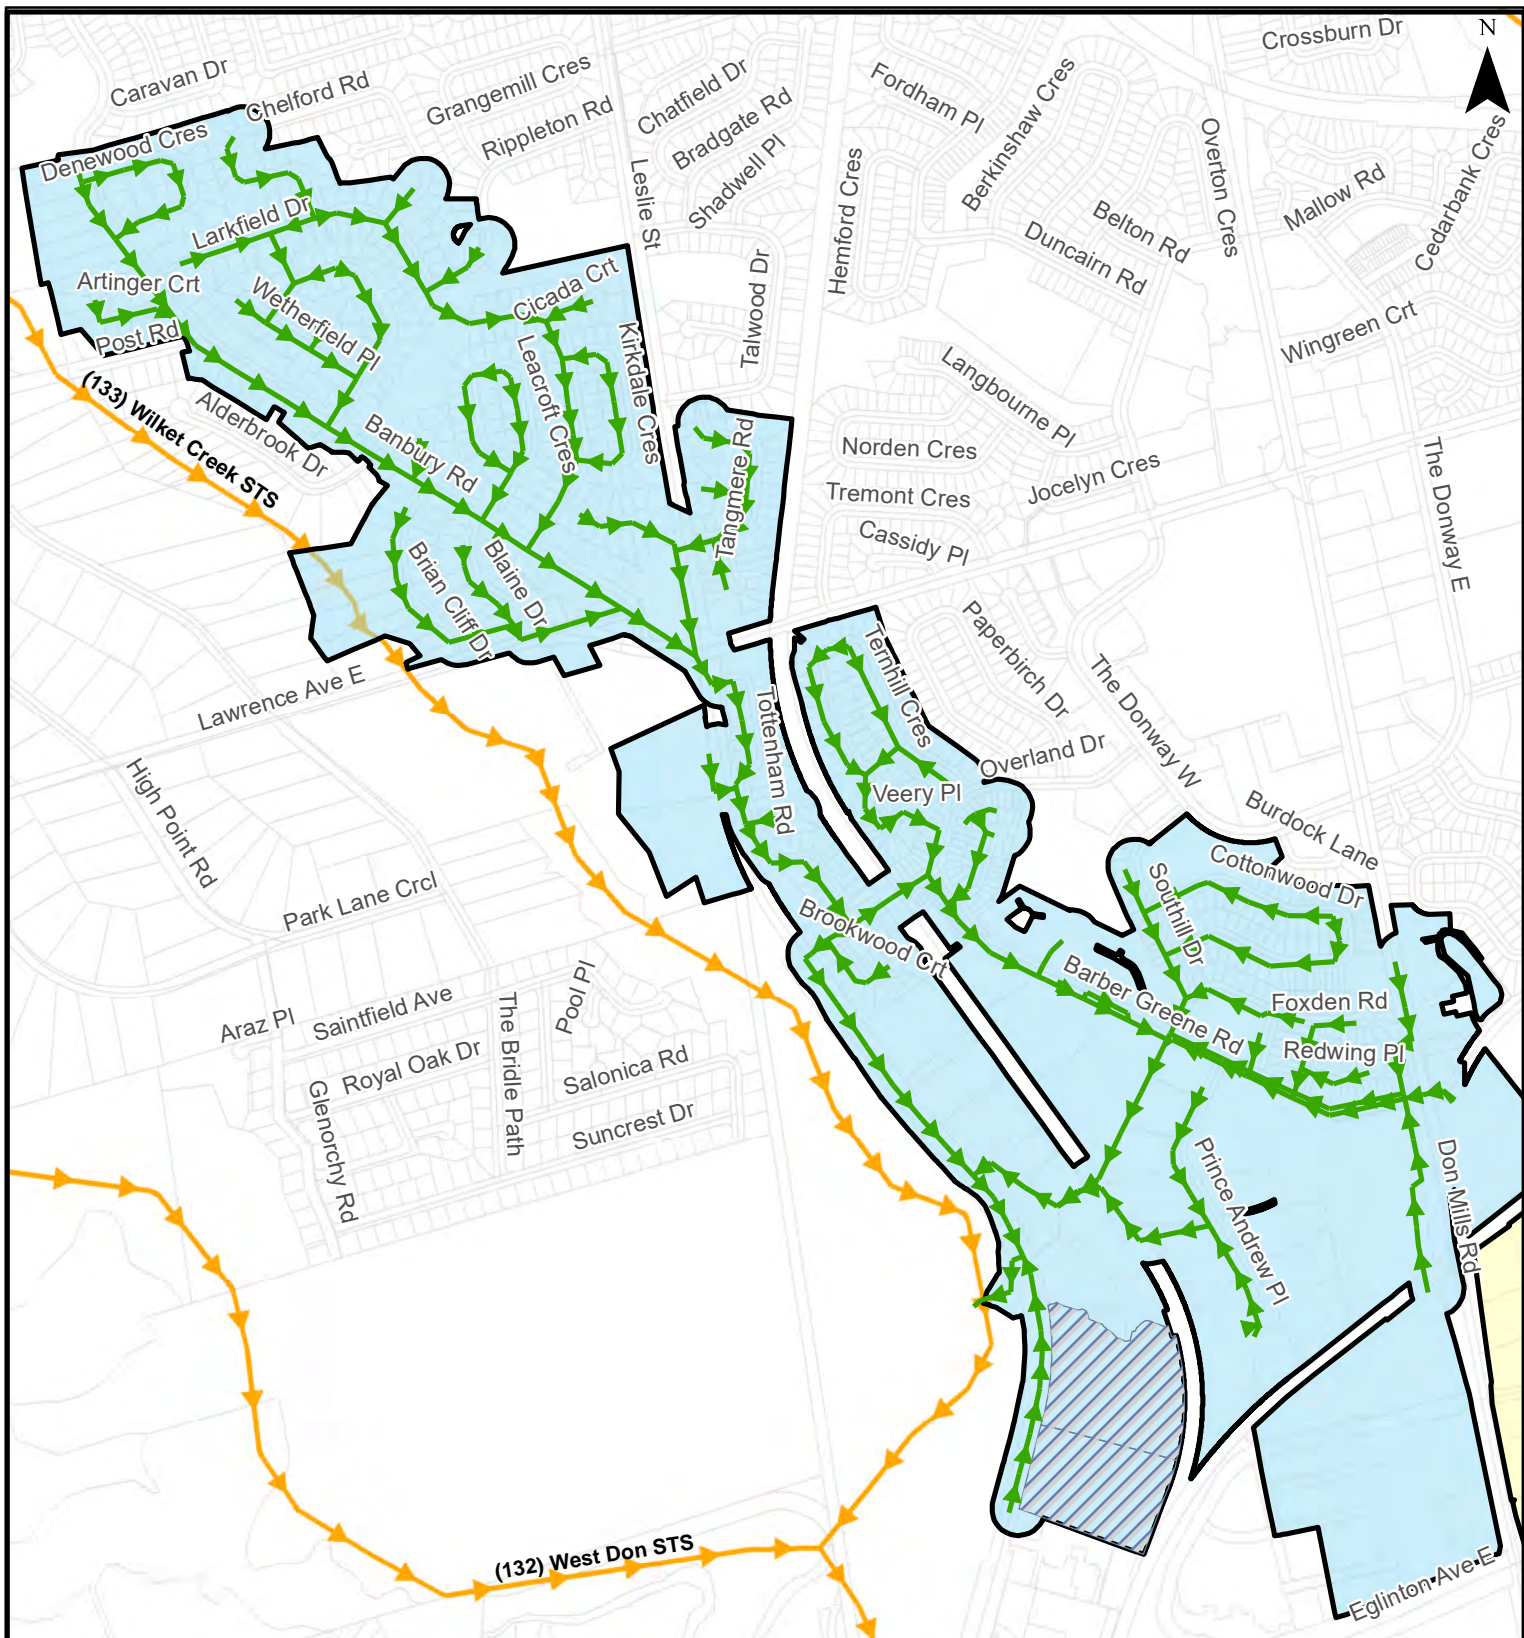 N
Crossburn Dr
Caravan Dr
Chelford Rd
Grangemill Cres
Rippleton Rd
Chatfield Dr
Bradgate Rd
Shadwell Pl
Fordham Pl
Berkinshaw Cres
Overton Cres
Mallow Rd
Cedarbank Cres
Denewood Cres
Leslie St
Hemford Cres
Belton Rd
Duncairn Rd
Larkfield Dr
Artinger Crt
Wetherfield Pl
Cicada Crt
Talwood Dr
Wingreen Crt
Post Rd
Leacroft Cres
Kirkdale Cres
Langbourne Pl
(133) Wilket Creek STS
Alderbrook Dr
Banbury Rd
Tangmere Rd
Norden Cres
Tremont Cres
Jocelyn Cres
Cassidy Pl
The Donway E
Brian Cliff Dr
Blaine Dr
Ternhill Cres
Paperbirch Dr
The Donway W
Lawrence Ave E
Tottenham Rd
Overland Dr
Veery Pl
High Point Rd
Burdock Lane
Cottonwood Dr
Southill Dr
Park Lane Crcl
Brookwood Crt
Barber Greene Rd
Foxden Rd
Redwing Pl
Araz Pl
Saintfield Ave
Pool Pl
The Bridle Path
Royal Oak Dr
Salonica Rd
Glenorchy Rd
Suncrest Dr
Prince Andrew Pl
Don Mills Rd
(132) West Don STS
Eglinton Ave E